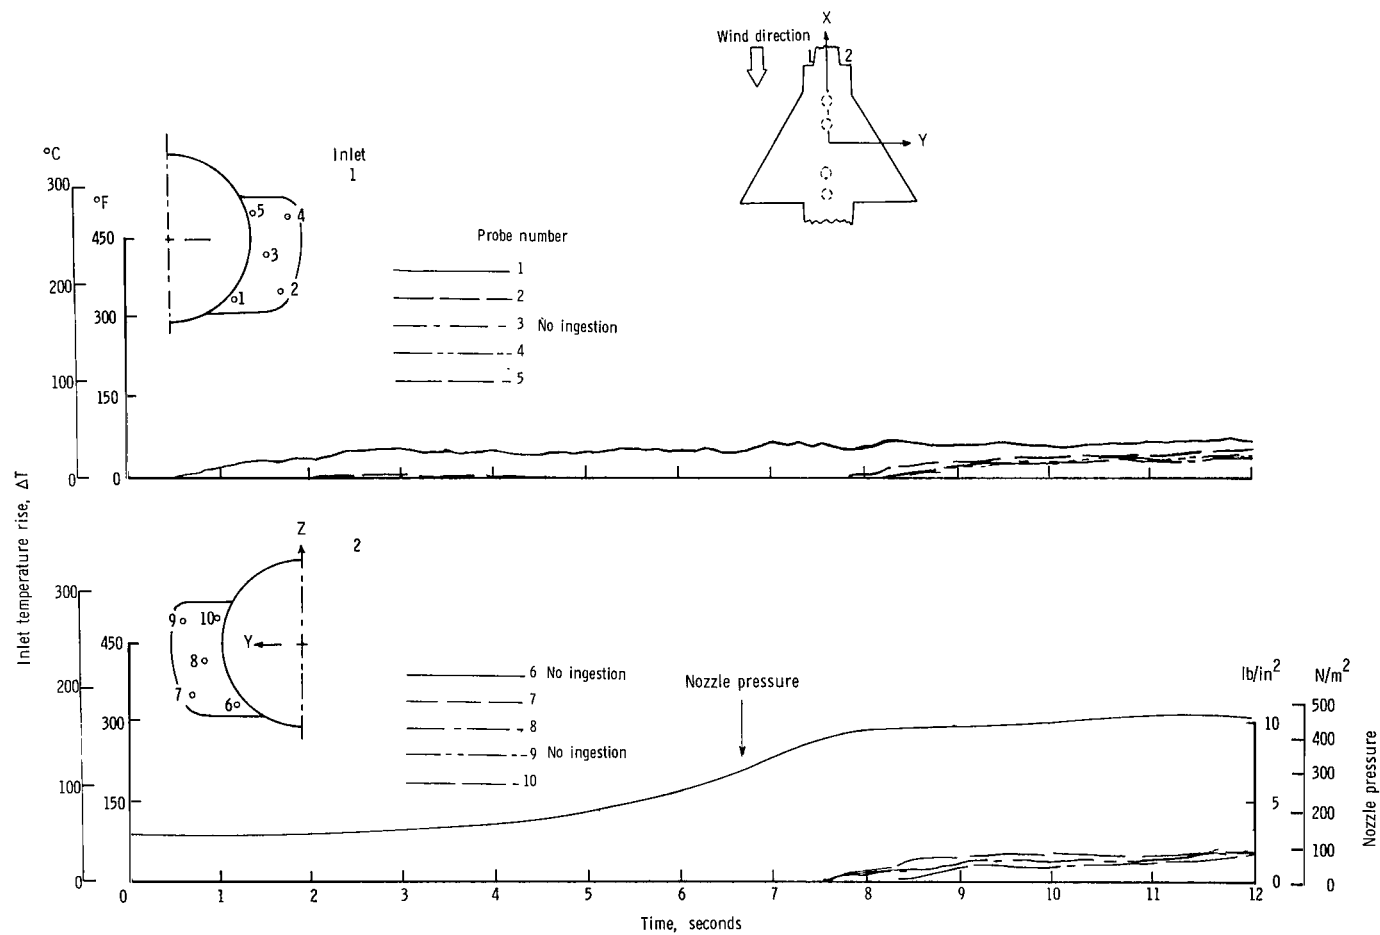 X
Wind direction
1
2
Y
°C
°F
Inlet
1
300
450
200
300
100
150
0
0
5
4
3
2
1
Probe number
1
2
3 No ingestion
4
5
Inlet temperature rise, ΔT
Z
2
Y
9
10
8
7
6
300
450
200
300
100
150
0
6 No ingestion
7
8
9 No ingestion
10
Nozzle pressure
lb/in2
N/m2
10
5
0
500
400
300
200
100
0
Nozzle pressure
0 1 2 3 4 5 6 7 8 9 10 11 12
Time, seconds